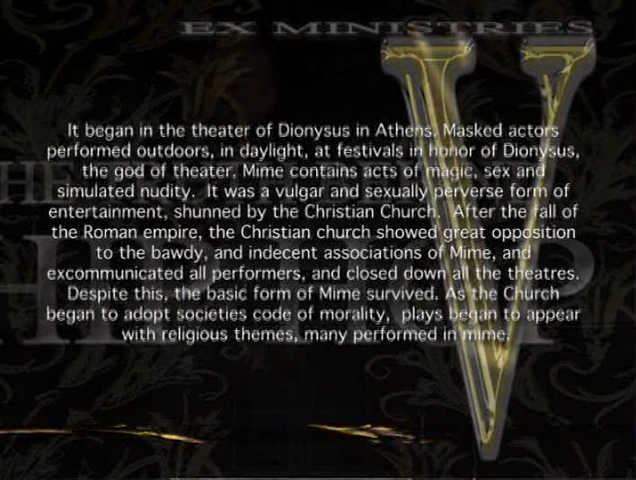 EX MINISTRIES
V
It began in the theater of Dionysus in Athens. Masked actors
performed outdoors, in daylight, at festivals in honor of Dionysus,
the god of theater. Mime contains acts of magic, sex and
simulated nudity. It was a vulgar and sexually perverse form of
entertainment, shunned by the Christian Church. After the fall of
the Roman empire, the Christian church showed great opposition
to the bawdy, and indecent associations of Mime, and
excommunicated all performers, and closed down all the theatres.
Despite this, the basic form of Mime survived. As the Church
began to adopt societies code of morality, plays began to appear
with religious themes, many performed in mime.